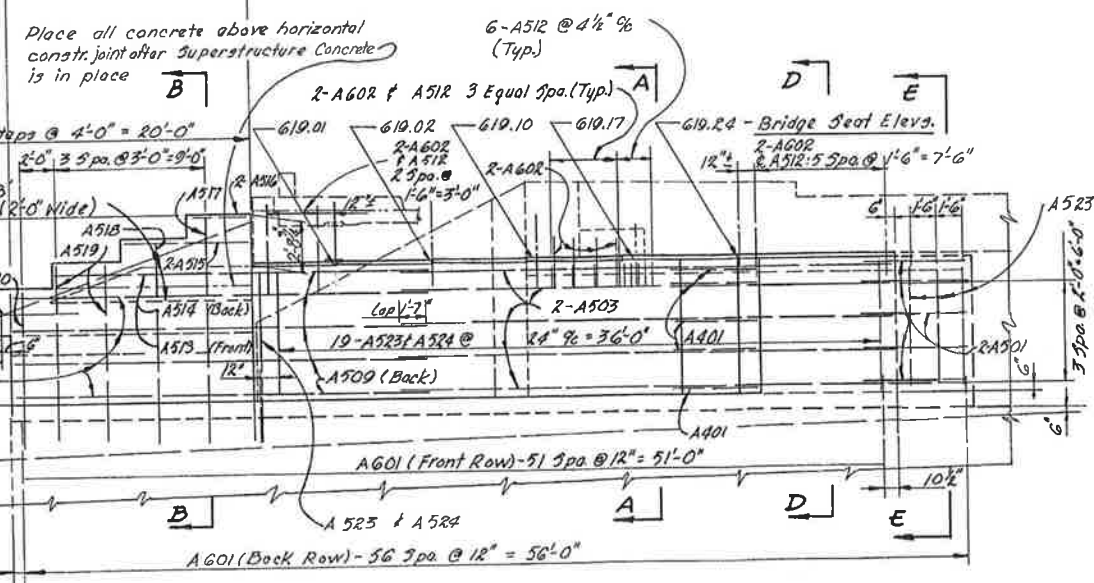 Place all concrete above horizontal
constr. joint after Superstructure Concrete
is in place
6-A512 @ 4½" %
(Typ.)
B
2-A602 & A512 3 Equal Spa.(Typ.)
A
D
E
@ 4'-0" = 20'-0"
619.01
619.02
619.10
619.17
619.24 - Bridge Seat Elevs.
2'-0"
3 Spa. @ 3'-0" = 9'-0"
2-A602
& A512
2 Spa. @
1'-6" = 3'-0"
2-A602
12"±
2-A602
& A512: 5 Spa. @ 1'-6" = 7'-6"
A517
2-A516
12"±
6"
1'-6"
1'-6"
A523
(2'-0" Wide)
A518
A519
2-A515
A514 (Back)
A513 (Front)
Lap 1'-7"
2-A503
19-A523 & A524 @
24" % = 36'-0"
A401
2-A501
3 Spa @ 2'-0" = 6'-0"
12"
A509 (Back)
6"
6"
A401
A601 (Front Row) - 51 Spa @ 12" = 51'-0"
10½"
B
A523 & A524
A
D
E
A601 (Back Row) - 56 Spa. @ 12" = 56'-0"